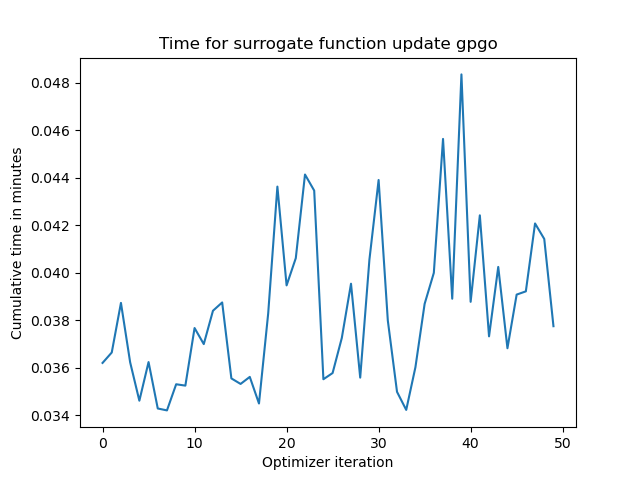 Time for surrogate function update gpgo
Cumulative time in minutes
0.048
0.046
0.044
0.042
0.040
0.038
0.036
0.034
0 10 20 30 40 50
Optimizer iteration